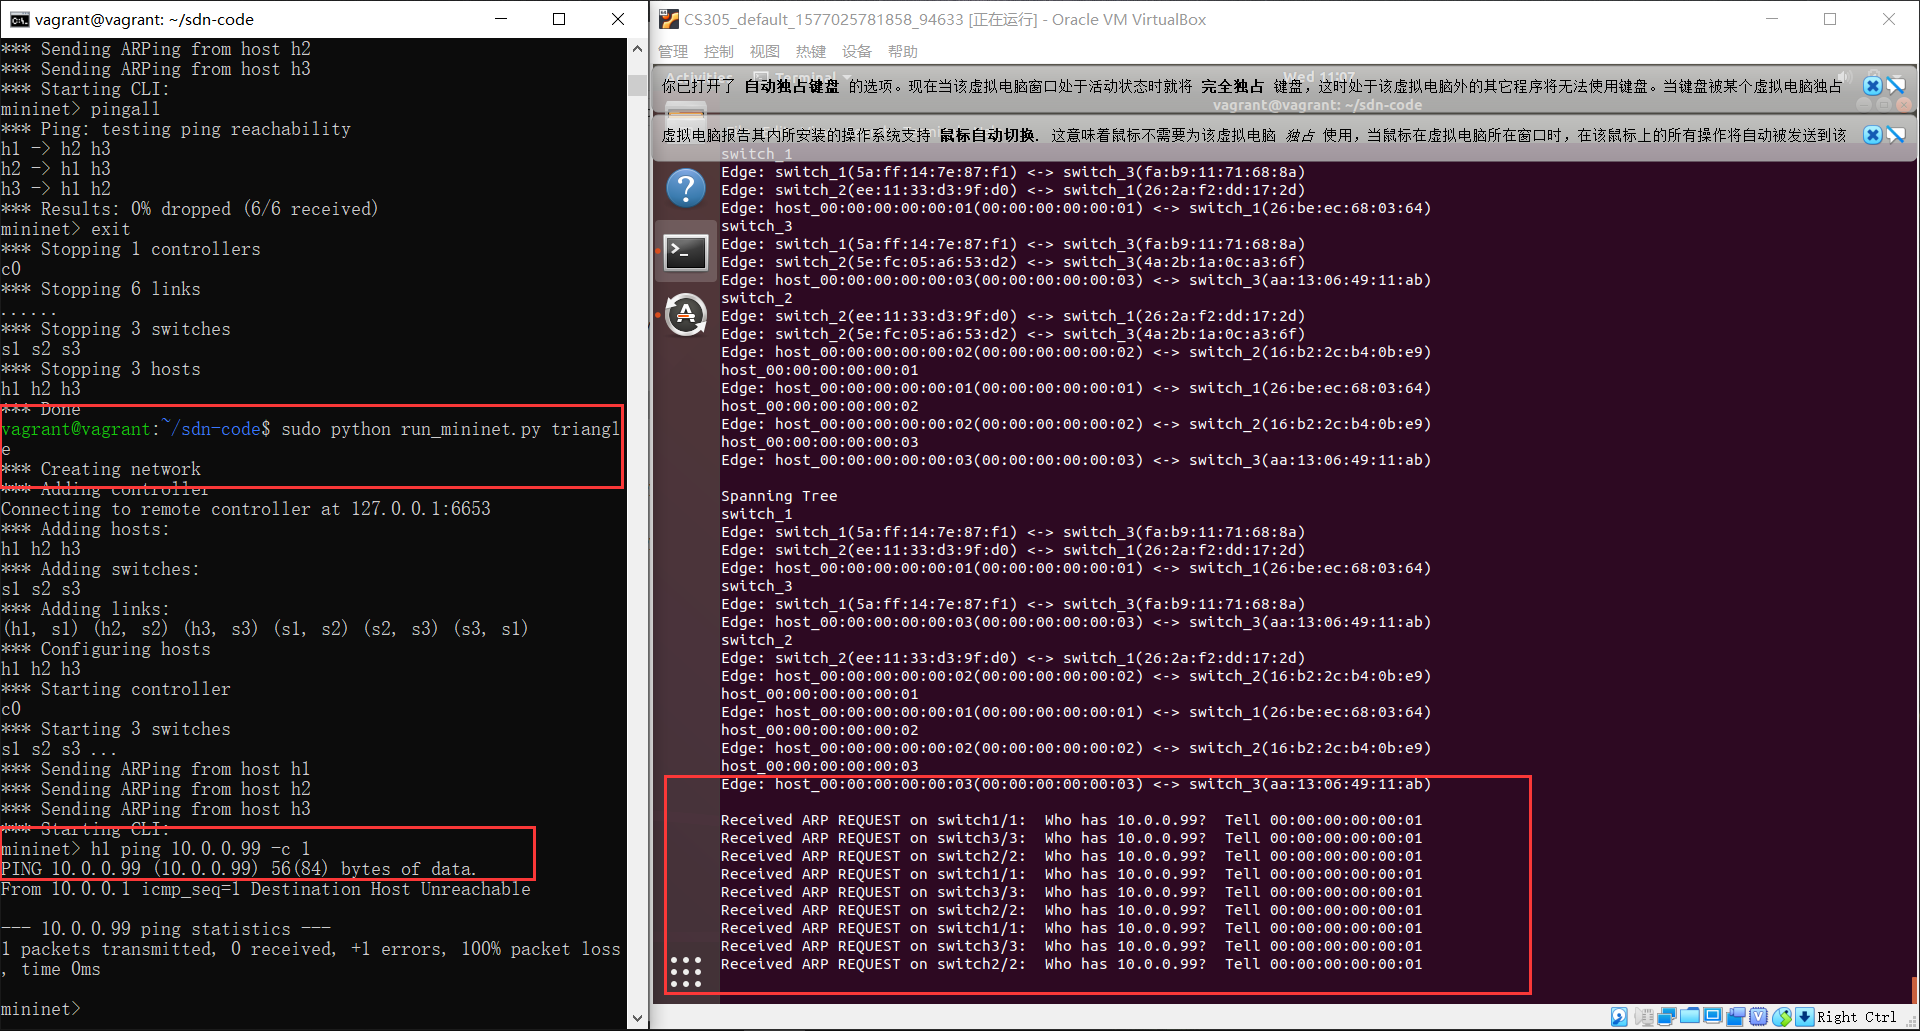 vagrant@vagrant: ~/sdn-code
*** Sending ARPing from host h2
*** Sending ARPing from host h3
*** Starting CLI:
mininet> pingall
*** Ping: testing ping reachability
h1 -> h2 h3
h2 -> h1 h3
h3 -> h1 h2
*** Results: 0% dropped (6/6 received)
mininet> exit
*** Stopping 1 controllers
c0
*** Stopping 6 links
......
*** Stopping 3 switches
s1 s2 s3
*** Stopping 3 hosts
h1 h2 h3
*** Done
vagrant@vagrant:~/sdn-code$ sudo python run_mininet.py triangl
e
*** Creating network
*** Adding controller
Connecting to remote controller at 127.0.0.1:6653
*** Adding hosts:
h1 h2 h3
*** Adding switches:
s1 s2 s3
*** Adding links:
(h1, s1) (h2, s2) (h3, s3) (s1, s2) (s2, s3) (s3, s1)
*** Configuring hosts
h1 h2 h3
*** Starting controller
c0
*** Starting 3 switches
s1 s2 s3 ...
*** Sending ARPing from host h1
*** Sending ARPing from host h2
*** Sending ARPing from host h3
*** Starting CLI:
mininet> h1 ping 10.0.0.99 -c 1
PING 10.0.0.99 (10.0.0.99) 56(84) bytes of data.
From 10.0.0.1 icmp_seq=1 Destination Host Unreachable
--- 10.0.0.99 ping statistics ---
1 packets transmitted, 0 received, +1 errors, 100% packet loss
, time 0ms
mininet>
CS305_default_1577025781858_94633 [正在运行] - Oracle VM VirtualBox
管理 控制 视图 热键 设备 帮助
Activities Terminal Wed 11:07
你已打开了 自动独占键盘 的选项。现在当该虚拟电脑窗口处于活动状态时就将 完全独占 键盘，这时处于该虚拟电脑外的其它程序将无法使用键盘。当键盘被某个虚拟电脑独占
vagrant@vagrant: ~/sdn-code
虚拟电脑报告其内所安装的操作系统支持 鼠标自动切换. 这意味着鼠标不需要为该虚拟电脑 独占 使用，当鼠标在虚拟电脑所在窗口时，在该鼠标上的所有操作将自动被发送到该
switch_1
Edge: switch_1(5a:ff:14:7e:87:f1) <-> switch_3(fa:b9:11:71:68:8a)
Edge: switch_2(ee:11:33:d3:9f:d0) <-> switch_1(26:2a:f2:dd:17:2d)
Edge: host_00:00:00:00:00:01(00:00:00:00:00:01) <-> switch_1(26:be:ec:68:03:64)
switch_3
Edge: switch_1(5a:ff:14:7e:87:f1) <-> switch_3(fa:b9:11:71:68:8a)
Edge: switch_2(5e:fc:05:a6:53:d2) <-> switch_3(4a:2b:1a:0c:a3:6f)
Edge: host_00:00:00:00:00:03(00:00:00:00:00:03) <-> switch_3(aa:13:06:49:11:ab)
switch_2
Edge: switch_2(ee:11:33:d3:9f:d0) <-> switch_1(26:2a:f2:dd:17:2d)
Edge: switch_2(5e:fc:05:a6:53:d2) <-> switch_3(4a:2b:1a:0c:a3:6f)
Edge: host_00:00:00:00:00:02(00:00:00:00:00:02) <-> switch_2(16:b2:2c:b4:0b:e9)
host_00:00:00:00:00:01
Edge: host_00:00:00:00:00:01(00:00:00:00:00:01) <-> switch_1(26:be:ec:68:03:64)
host_00:00:00:00:00:02
Edge: host_00:00:00:00:00:02(00:00:00:00:00:02) <-> switch_2(16:b2:2c:b4:0b:e9)
host_00:00:00:00:00:03
Edge: host_00:00:00:00:00:03(00:00:00:00:00:03) <-> switch_3(aa:13:06:49:11:ab)
Spanning Tree
switch_1
Edge: switch_1(5a:ff:14:7e:87:f1) <-> switch_3(fa:b9:11:71:68:8a)
Edge: switch_2(ee:11:33:d3:9f:d0) <-> switch_1(26:2a:f2:dd:17:2d)
Edge: host_00:00:00:00:00:01(00:00:00:00:00:01) <-> switch_1(26:be:ec:68:03:64)
switch_3
Edge: switch_1(5a:ff:14:7e:87:f1) <-> switch_3(fa:b9:11:71:68:8a)
Edge: host_00:00:00:00:00:03(00:00:00:00:00:03) <-> switch_3(aa:13:06:49:11:ab)
switch_2
Edge: switch_2(ee:11:33:d3:9f:d0) <-> switch_1(26:2a:f2:dd:17:2d)
Edge: host_00:00:00:00:00:02(00:00:00:00:00:02) <-> switch_2(16:b2:2c:b4:0b:e9)
host_00:00:00:00:00:01
Edge: host_00:00:00:00:00:01(00:00:00:00:00:01) <-> switch_1(26:be:ec:68:03:64)
host_00:00:00:00:00:02
Edge: host_00:00:00:00:00:02(00:00:00:00:00:02) <-> switch_2(16:b2:2c:b4:0b:e9)
host_00:00:00:00:00:03
Edge: host_00:00:00:00:00:03(00:00:00:00:00:03) <-> switch_3(aa:13:06:49:11:ab)
Received ARP REQUEST on switch1/1:  Who has 10.0.0.99?  Tell 00:00:00:00:00:01
Received ARP REQUEST on switch3/3:  Who has 10.0.0.99?  Tell 00:00:00:00:00:01
Received ARP REQUEST on switch2/2:  Who has 10.0.0.99?  Tell 00:00:00:00:00:01
Received ARP REQUEST on switch1/1:  Who has 10.0.0.99?  Tell 00:00:00:00:00:01
Received ARP REQUEST on switch3/3:  Who has 10.0.0.99?  Tell 00:00:00:00:00:01
Received ARP REQUEST on switch2/2:  Who has 10.0.0.99?  Tell 00:00:00:00:00:01
Received ARP REQUEST on switch1/1:  Who has 10.0.0.99?  Tell 00:00:00:00:00:01
Received ARP REQUEST on switch3/3:  Who has 10.0.0.99?  Tell 00:00:00:00:00:01
Received ARP REQUEST on switch2/2:  Who has 10.0.0.99?  Tell 00:00:00:00:00:01
Right Ctrl